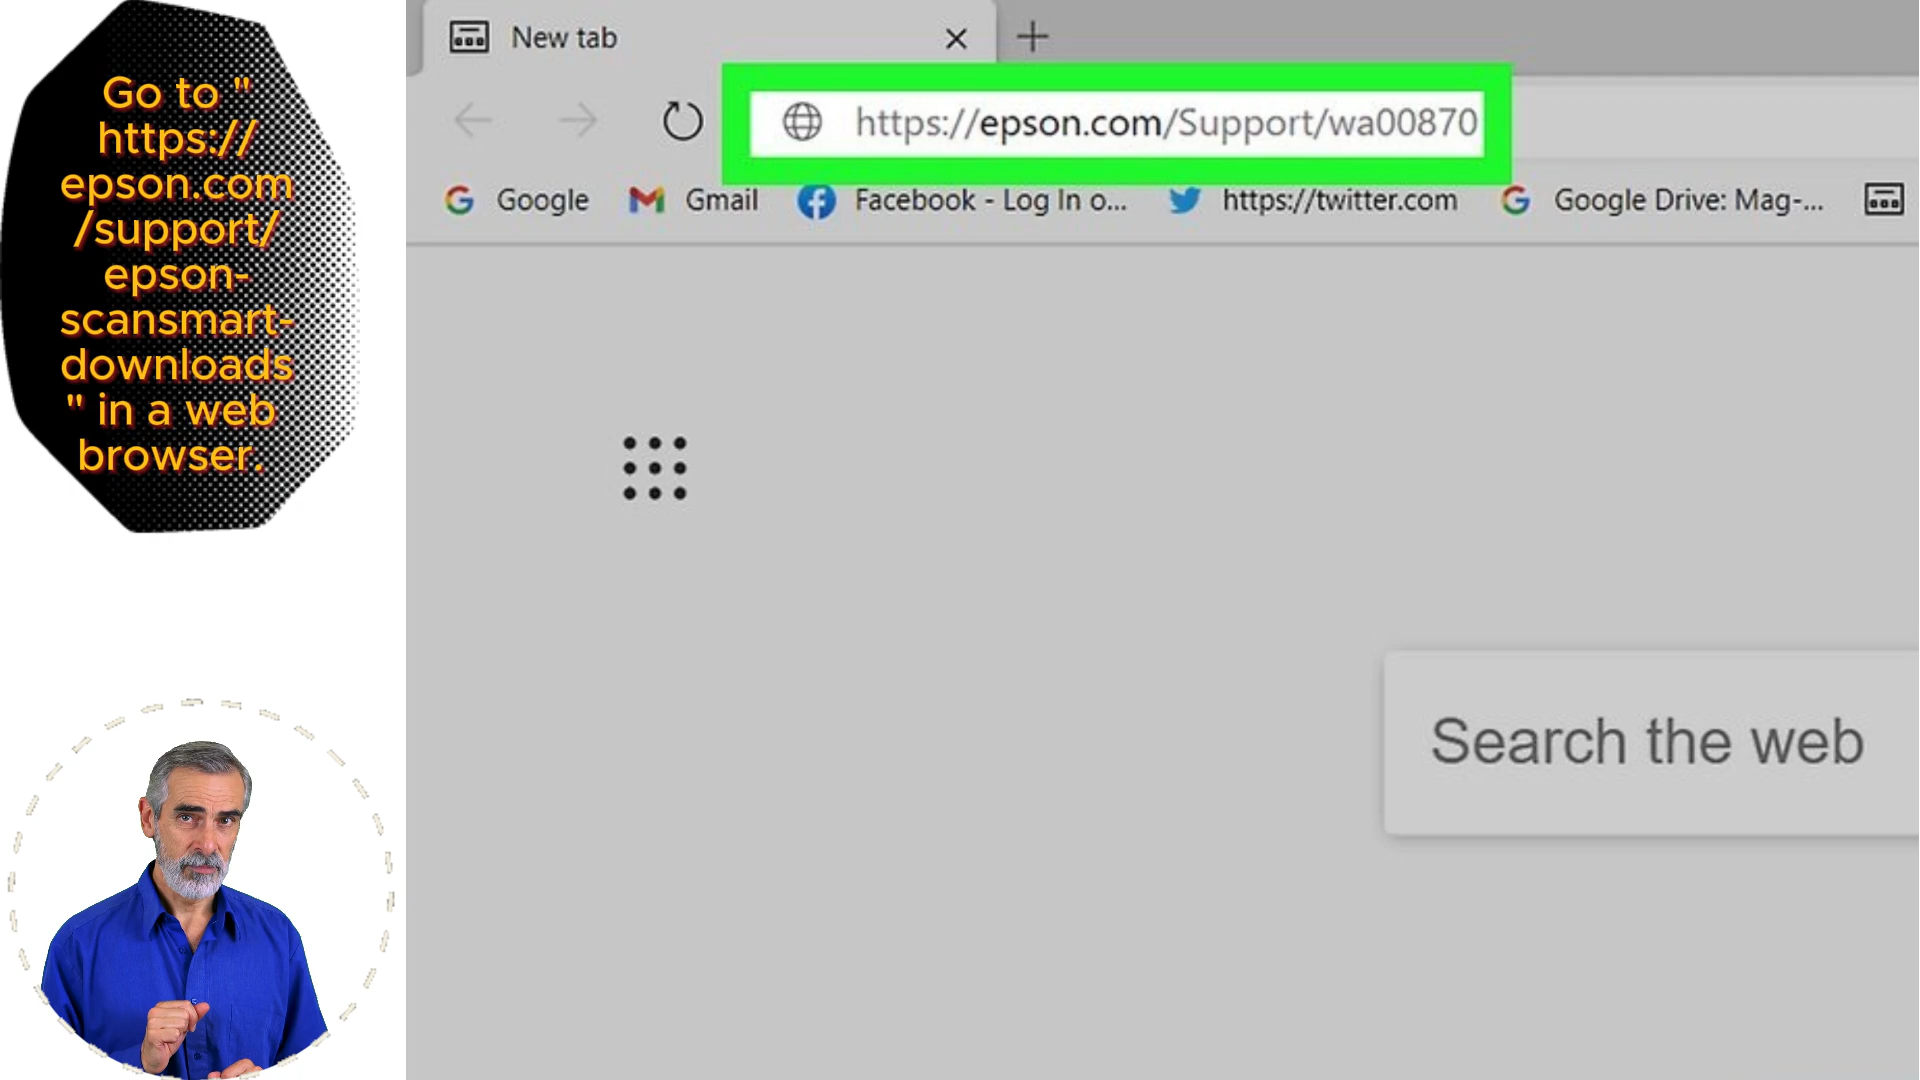 Go to "
https://
epson.com
/support/
epson-
scansmart-
downloads
" in a web
browser.
New tab
https://epson.com/Support/wa00870
Google Gmail Facebook - Log In o... https://twitter.com Google Drive: Mag-...
Search the web